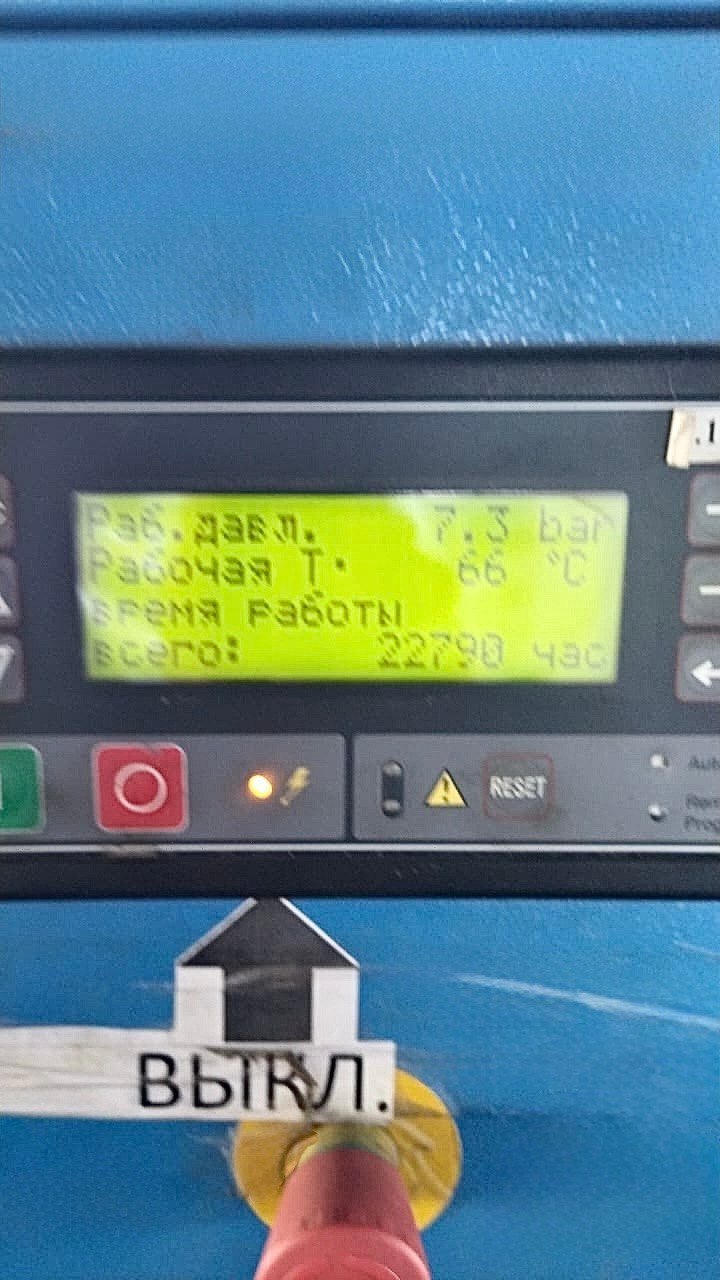 Раб.давл. 7.3 bar
Рабочая Т· 66 °C
время работы
всего: 22790 час
RESET
ВЫКЛ.